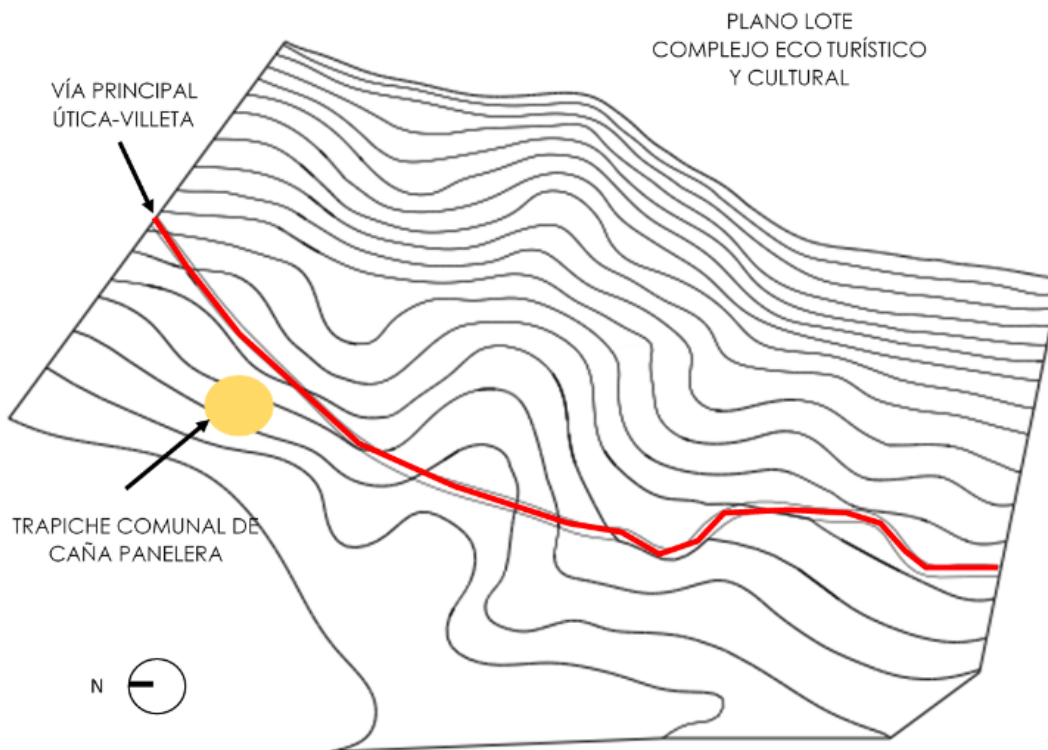 PLANO LOTE
COMPLEJO ECO TURÍSTICO
Y CULTURAL
VÍA PRINCIPAL
ÚTICA-VILLETA
TRAPICHE COMUNAL DE
CAÑA PANELERA
N